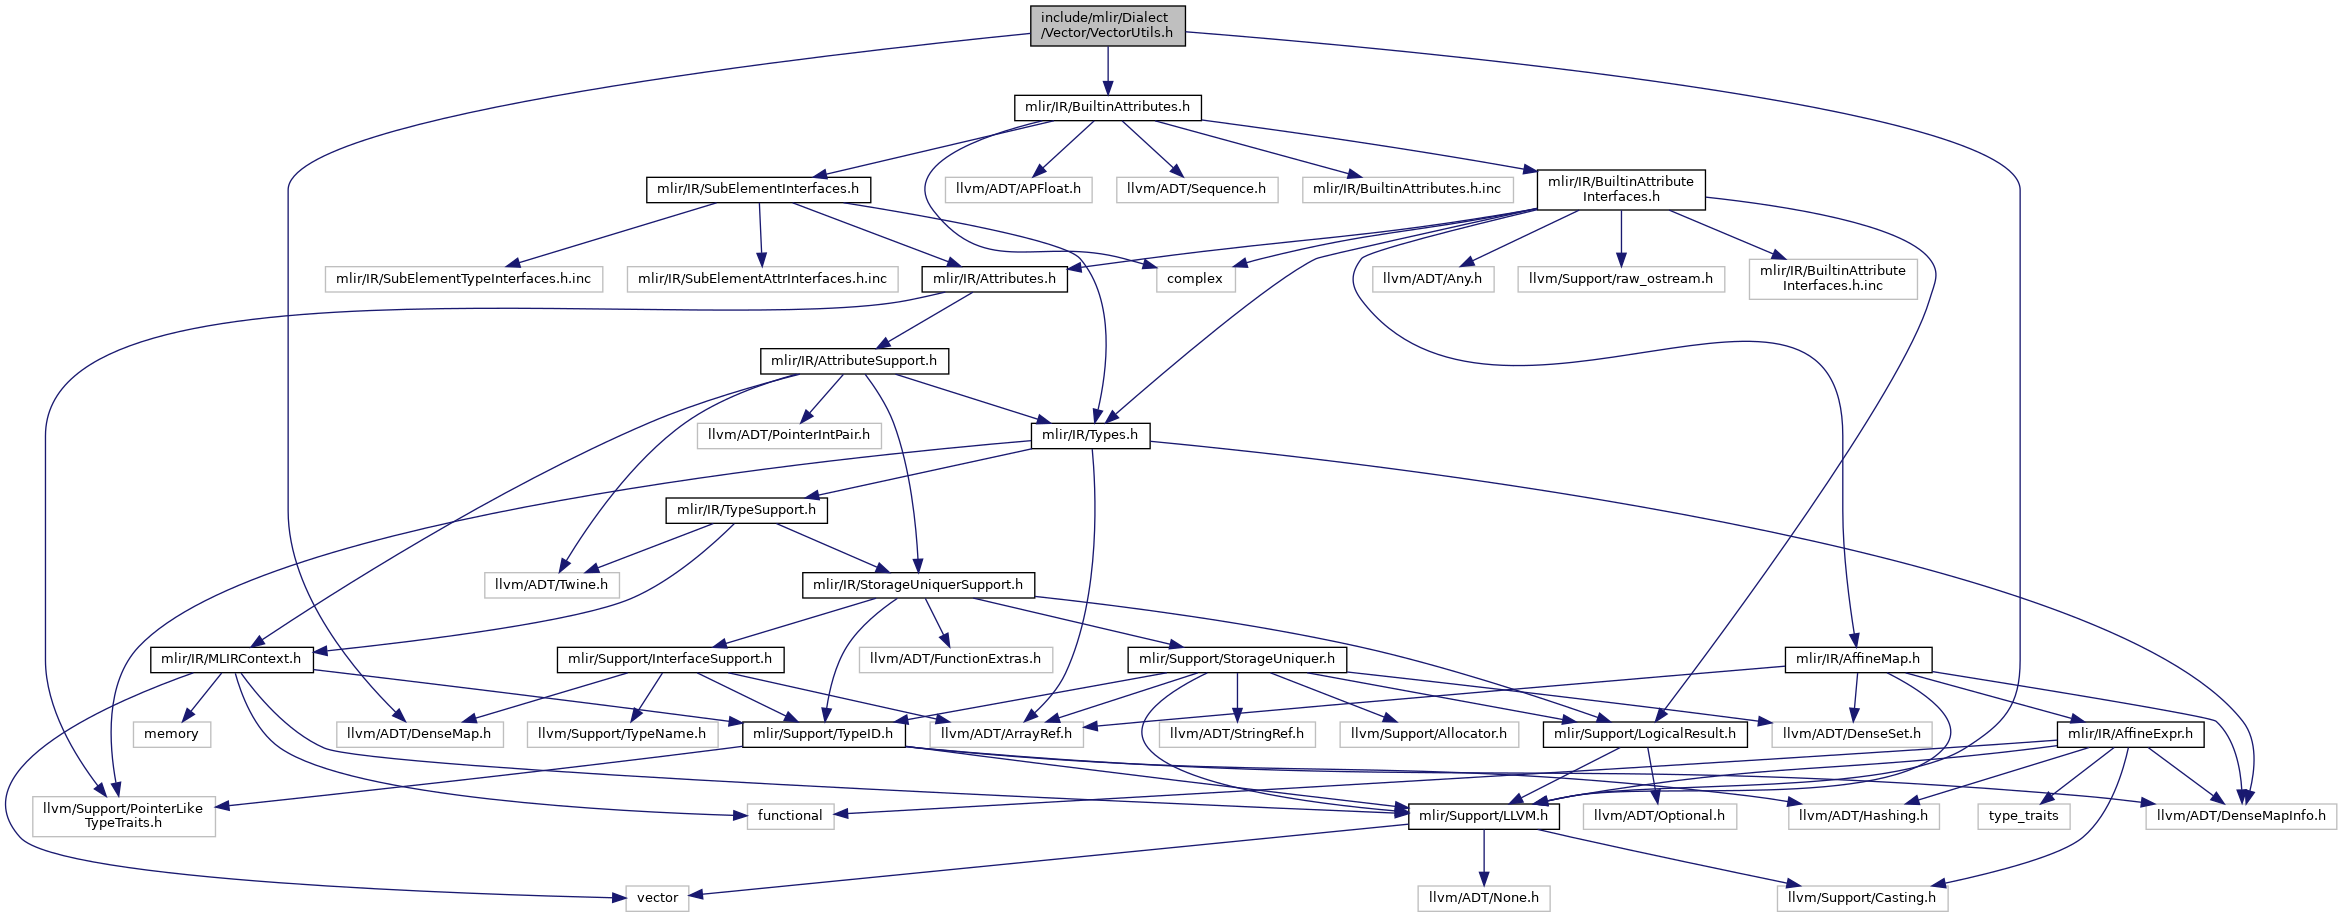 include/mlir/Dialect
/Vector/VectorUtils.h
mlir/IR/BuiltinAttributes.h
mlir/IR/SubElementInterfaces.h
llvm/ADT/APFloat.h
llvm/ADT/Sequence.h
mlir/IR/BuiltinAttributes.h.inc
mlir/IR/BuiltinAttribute
Interfaces.h
mlir/IR/SubElementTypeInterfaces.h.inc
mlir/IR/SubElementAttrInterfaces.h.inc
mlir/IR/Attributes.h
complex
llvm/ADT/Any.h
llvm/Support/raw_ostream.h
mlir/IR/BuiltinAttribute
Interfaces.h.inc
mlir/IR/AttributeSupport.h
llvm/ADT/PointerIntPair.h
mlir/IR/Types.h
mlir/IR/TypeSupport.h
llvm/ADT/Twine.h
mlir/IR/StorageUniquerSupport.h
mlir/IR/MLIRContext.h
mlir/Support/InterfaceSupport.h
llvm/ADT/FunctionExtras.h
mlir/Support/StorageUniquer.h
mlir/IR/AffineMap.h
memory
llvm/ADT/DenseMap.h
llvm/Support/TypeName.h
mlir/Support/TypeID.h
llvm/ADT/ArrayRef.h
llvm/ADT/StringRef.h
llvm/Support/Allocator.h
mlir/Support/LogicalResult.h
llvm/ADT/DenseSet.h
mlir/IR/AffineExpr.h
llvm/Support/PointerLike
TypeTraits.h
functional
mlir/Support/LLVM.h
llvm/ADT/Optional.h
llvm/ADT/Hashing.h
type_traits
llvm/ADT/DenseMapInfo.h
vector
llvm/ADT/None.h
llvm/Support/Casting.h